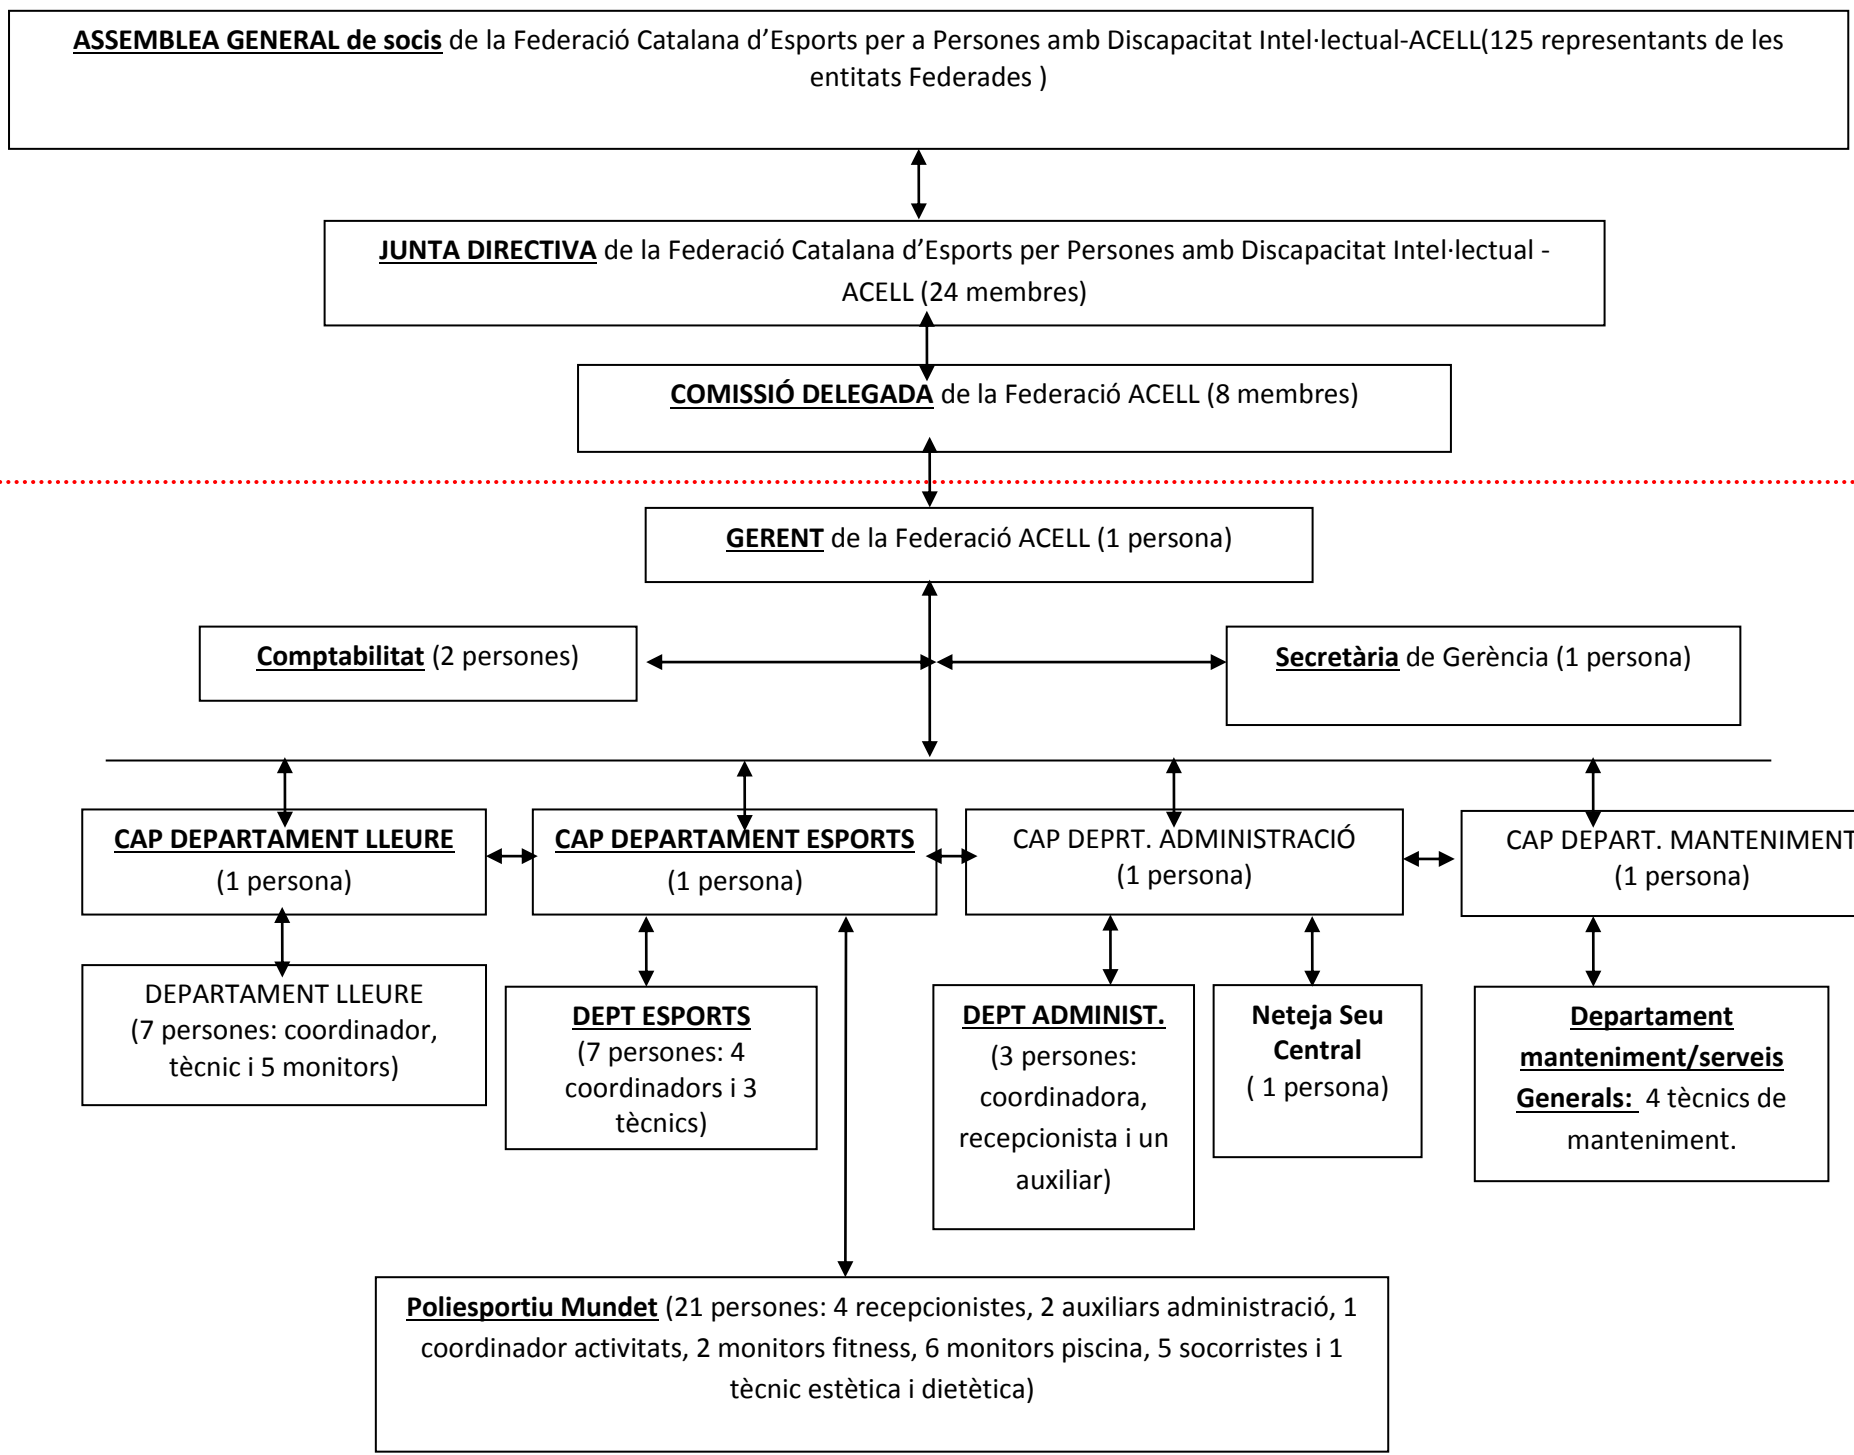 ASSEMBLEA GENERAL de socis de la Federació Catalana d’Esports per a Persones amb Discapacitat Intel·lectual-ACELL(125 representants de les
entitats Federades )
JUNTA DIRECTIVA de la Federació Catalana d’Esports per Persones amb Discapacitat Intel·lectual -
ACELL (24 membres)
COMISSIÓ DELEGADA de la Federació ACELL (8 membres)
GERENT de la Federació ACELL (1 persona)
Comptabilitat (2 persones)
Secretària de Gerència (1 persona)
CAP DEPARTAMENT LLEURE
(1 persona)
CAP DEPARTAMENT ESPORTS
(1 persona)
CAP DEPRT. ADMINISTRACIÓ
(1 persona)
CAP DEPART. MANTENIMENT
(1 persona)
DEPARTAMENT LLEURE
(7 persones: coordinador,
tècnic i 5 monitors)
DEPT ESPORTS
(7 persones: 4
coordinadors i 3
tècnics)
DEPT ADMINIST.
(3 persones:
coordinadora,
recepcionista i un
auxiliar)
Neteja Seu
Central
( 1 persona)
Departament
manteniment/serveis
Generals: 4 tècnics de
manteniment.
Poliesportiu Mundet (21 persones: 4 recepcionistes, 2 auxiliars administració, 1
coordinador activitats, 2 monitors fitness, 6 monitors piscina, 5 socorristes i 1
tècnic estètica i dietètica)